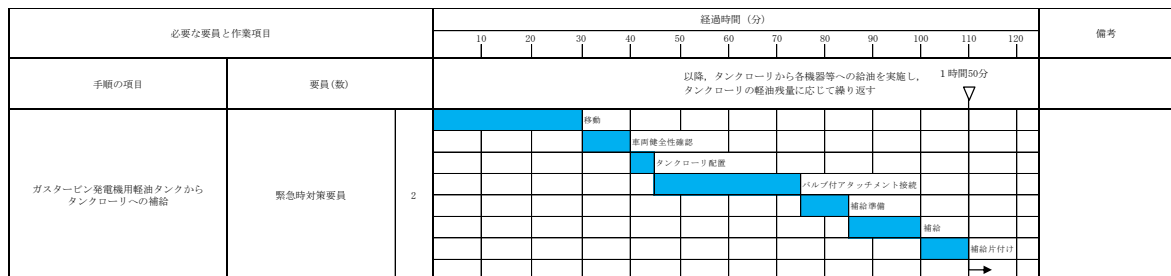 必要な要員と作業項目
経過時間（分）
備考
10 20 30 40 50 60 70 80 90 100 110 120
手順の項目
要員(数)
以降，タンクローリから各機器等への給油を実施し，
タンクローリの軽油残量に応じて繰り返す
1時間50分
ガスタービン発電機用軽油タンクから
タンクローリへの補給
緊急時対策要員
2
移動
車両健全性確認
タンクローリ配置
バルブ付アタッチメント接続
補給準備
補給
補給片付け